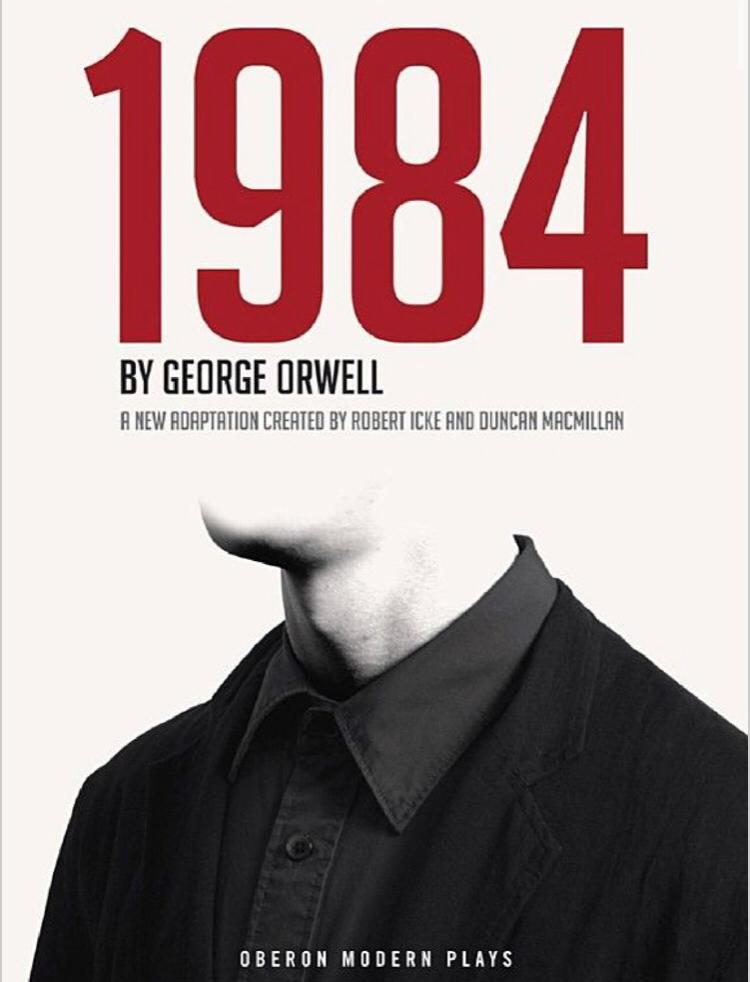 1984
BY GEORGE ORWELL
A NEW ADAPTATION CREATED BY ROBERT ICKE AND DUNCAN MACMILLAN
OBERON MODERN PLAYS